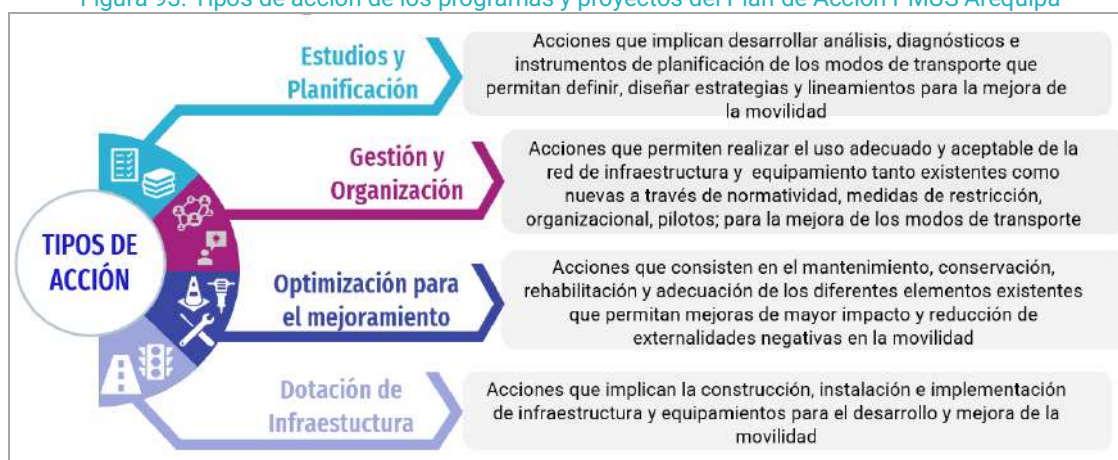 Figura 93. Tipos de acción de los programas y proyectos del Plan de Acción PMUS Arequipa
TIPOS DE
ACCIÓN
Estudios y
Planificación
Acciones que implican desarrollar análisis, diagnósticos e
instrumentos de planificación de los modos de transporte que
permitan definir, diseñar estrategias y lineamientos para la mejora de
la movilidad
Gestión y
Organización
Acciones que permiten realizar el uso adecuado y aceptable de la
red de infraestructura y equipamiento tanto existentes como
nuevas a través de normatividad, medidas de restricción,
organizacional, pilotos; para la mejora de los modos de transporte
Optimización para
el mejoramiento
Acciones que consisten en el mantenimiento, conservación,
rehabilitación y adecuación de los diferentes elementos existentes
que permitan mejoras de mayor impacto y reducción de
externalidades negativas en la movilidad
Dotación de
Infraestuctura
Acciones que implican la construcción, instalación e implementación
de infraestructura y equipamientos para el desarrollo y mejora de la
movilidad